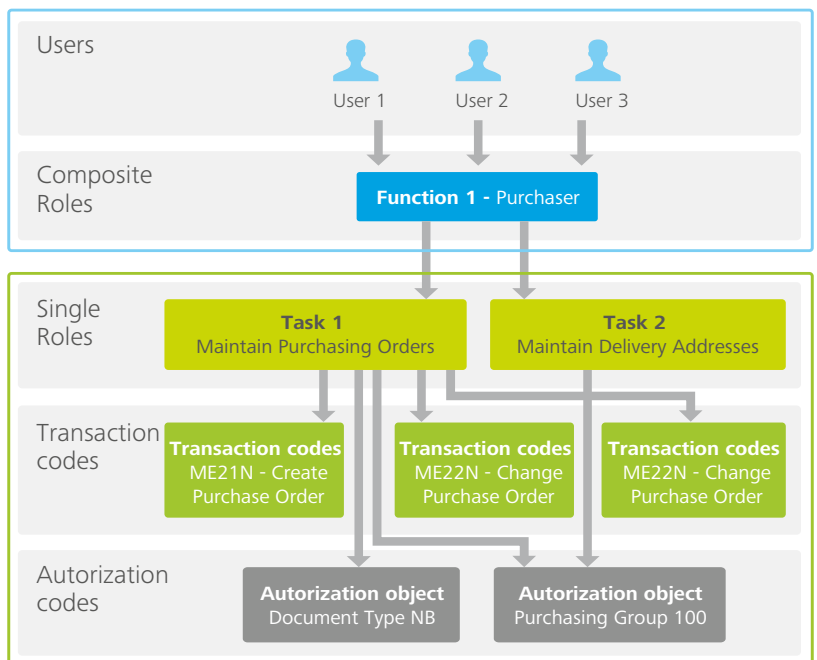 Users
User 1
User 2
User 3
Composite
Roles
Function 1 - Purchaser
Single
Roles
Task 1
Maintain Purchasing Orders
Task 2
Maintain Delivery Addresses
Transaction
codes
Transaction codes
ME21N - Create
Purchase Order
Transaction codes
ME22N - Change
Purchase Order
Transaction codes
ME22N - Change
Purchase Order
Autorization
codes
Autorization object
Document Type NB
Autorization object
Purchasing Group 100